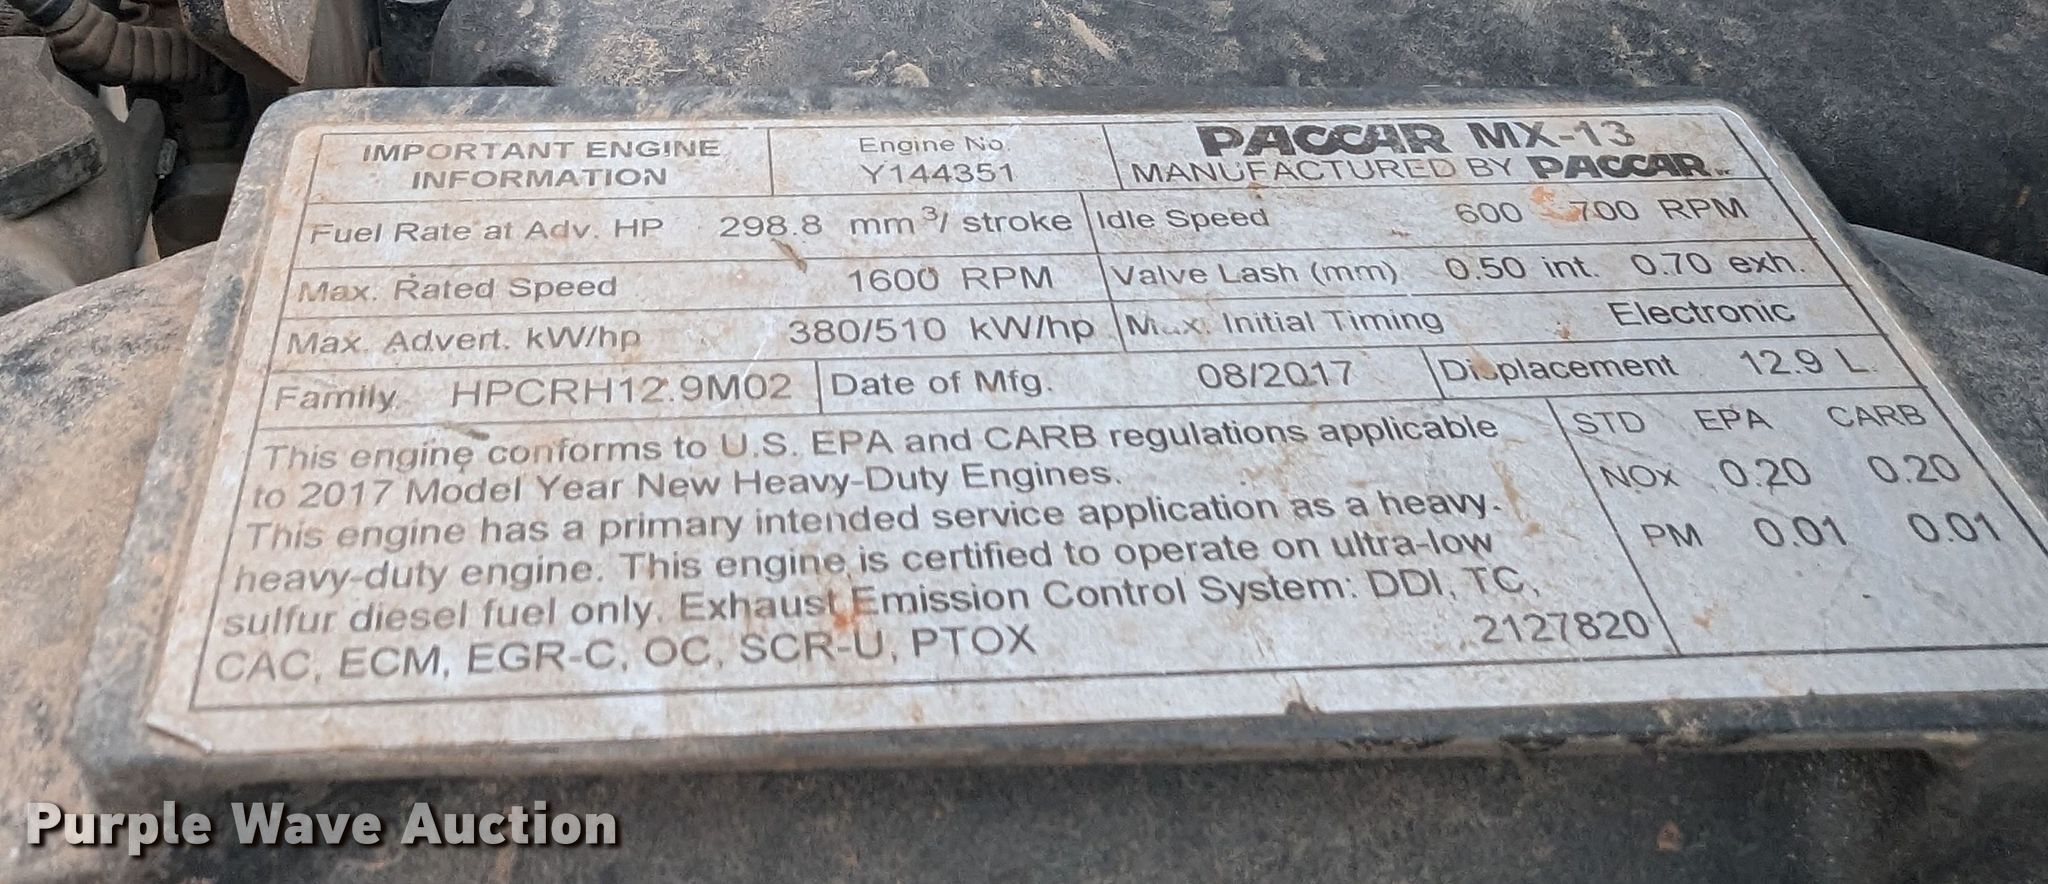 IMPORTANT ENGINE INFORMATION
Engine No.
Y144351
PACCAR MX-13
MANUFACTURED BY PACCAR
Fuel Rate at Adv. HP 298.8 mm³/ stroke
Idle Speed 600 700 RPM
Max. Rated Speed 1600 RPM
Valve Lash (mm) 0.50 int. 0.70 exh.
Max. Advert. kW/hp 380/510 kW/hp
Max. Initial Timing Electronic
Family HPCRH12.9M02
Date of Mfg. 08/2017
Displacement 12.9 L
This engine conforms to U.S. EPA and CARB regulations applicable
to 2017 Model Year New Heavy-Duty Engines.
This engine has a primary intended service application as a heavy-
heavy-duty engine. This engine is certified to operate on ultra-low
sulfur diesel fuel only. Exhaust Emission Control System: DDI, TC,
CAC, ECM, EGR-C, OC, SCR-U, PTOX
2127820
STD EPA CARB
NOx 0.20 0.20
PM 0.01 0.01
Purple Wave Auction